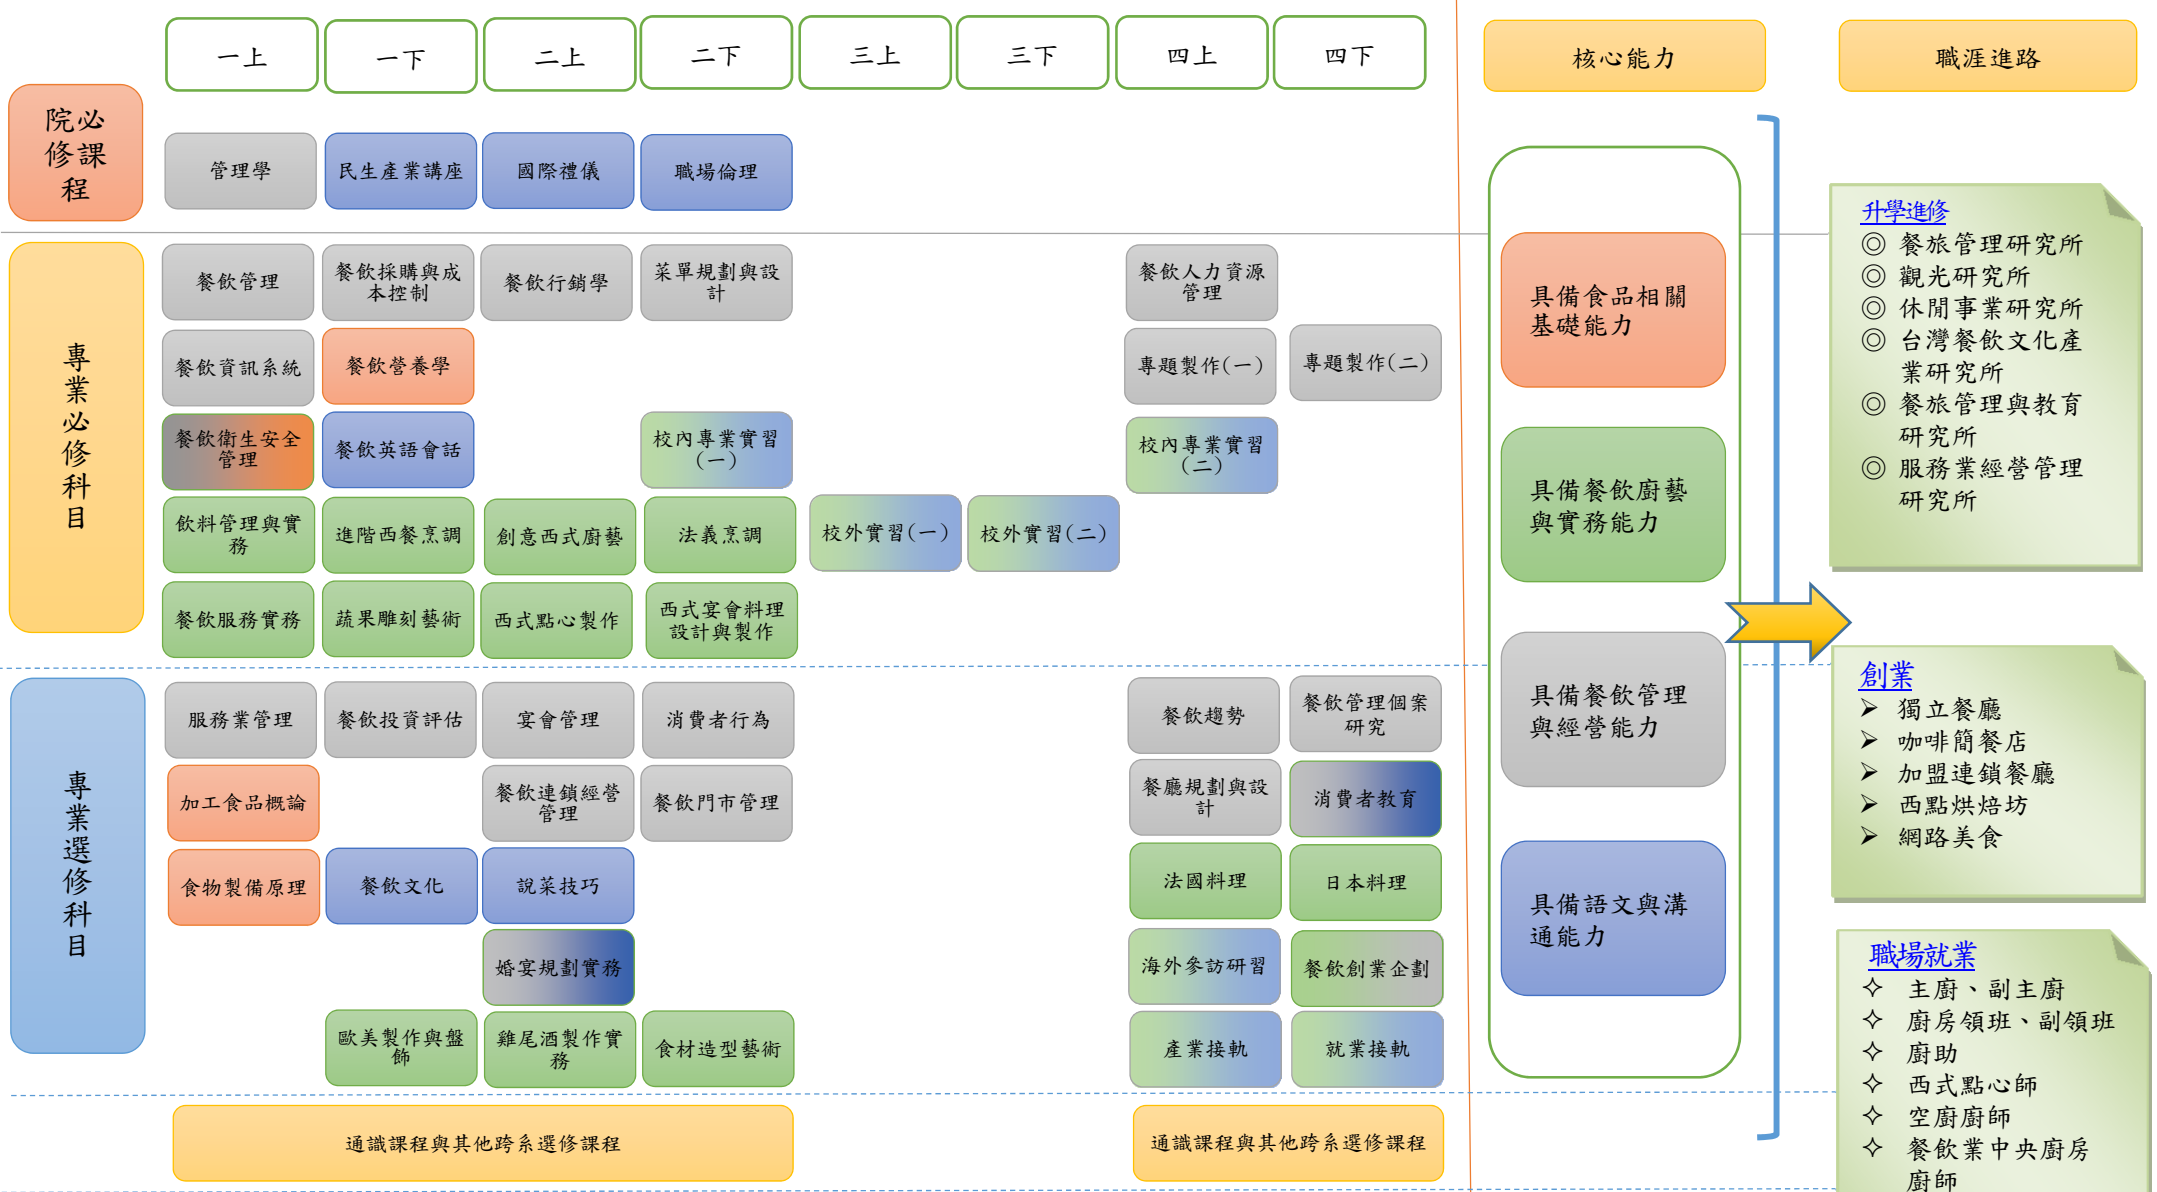 一上
一下
二上
二下
三上
三下
四上
四下
核心能力
職涯進路
院必
修課
程
管理學
民生產業講座
國際禮儀
職場倫理
專業必修科目
餐飲管理
餐飲採購與成
本控制
餐飲行銷學
菜單規劃與設
計
餐飲人力資源
管理
餐飲資訊系統
餐飲營養學
專題製作(一)
專題製作(二)
餐飲衛生安全
管理
餐飲英語會話
校內專業實習
(一)
校內專業實習
(二)
飲料管理與實
務
進階西餐烹調
創意西式廚藝
法義烹調
校外實習(一)
校外實習(二)
餐飲服務實務
蔬果雕刻藝術
西式點心製作
西式宴會料理
設計與製作
專業選修科目
服務業管理
餐飲投資評估
宴會管理
消費者行為
餐飲趨勢
餐飲管理個案
研究
加工食品概論
餐飲連鎖經營
管理
餐飲門市管理
餐廳規劃與設
計
消費者教育
食物製備原理
餐飲文化
說菜技巧
法國料理
日本料理
婚宴規劃實務
海外參訪研習
餐飲創業企劃
歐美製作與盤
飾
雞尾酒製作實
務
食材造型藝術
產業接軌
就業接軌
通識課程與其他跨系選修課程
通識課程與其他跨系選修課程
具備食品相關
基礎能力
具備餐飲廚藝
與實務能力
具備餐飲管理
與經營能力
具備語文與溝
通能力
升學進修
◎ 餐旅管理研究所
◎ 觀光研究所
◎ 休閒事業研究所
◎ 台灣餐飲文化產
業研究所
◎ 餐旅管理與教育
研究所
◎ 服務業經營管理
研究所
創業
➢ 獨立餐廳
➢ 咖啡簡餐店
➢ 加盟連鎖餐廳
➢ 西點烘焙坊
➢ 網路美食
職場就業
✧ 主廚、副主廚
✧ 廚房領班、副領班
✧ 廚助
✧ 西式點心師
✧ 空廚廚師
✧ 餐飲業中央廚房
廚師